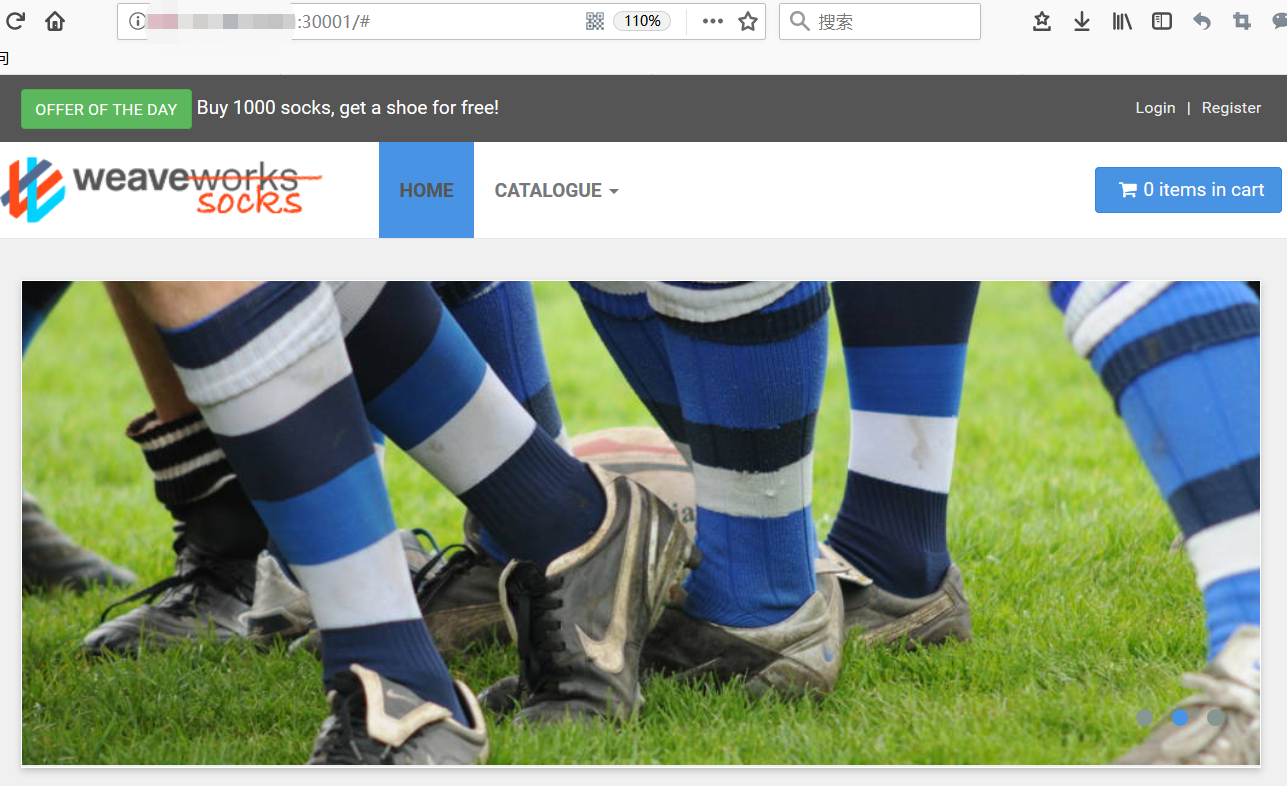 :30001/#
110%
搜索
OFFER OF THE DAY Buy 1000 socks, get a shoe for free!
Login | Register
weaveworks
socks
HOME
CATALOGUE
0 items in cart